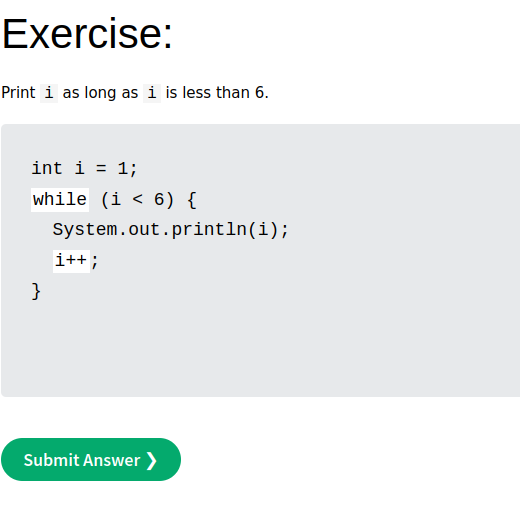 Exercise:
Print i as long as i is less than 6.
int i = 1;
while (i < 6) {
  System.out.println(i);
  i++;
}
Submit Answer ❯